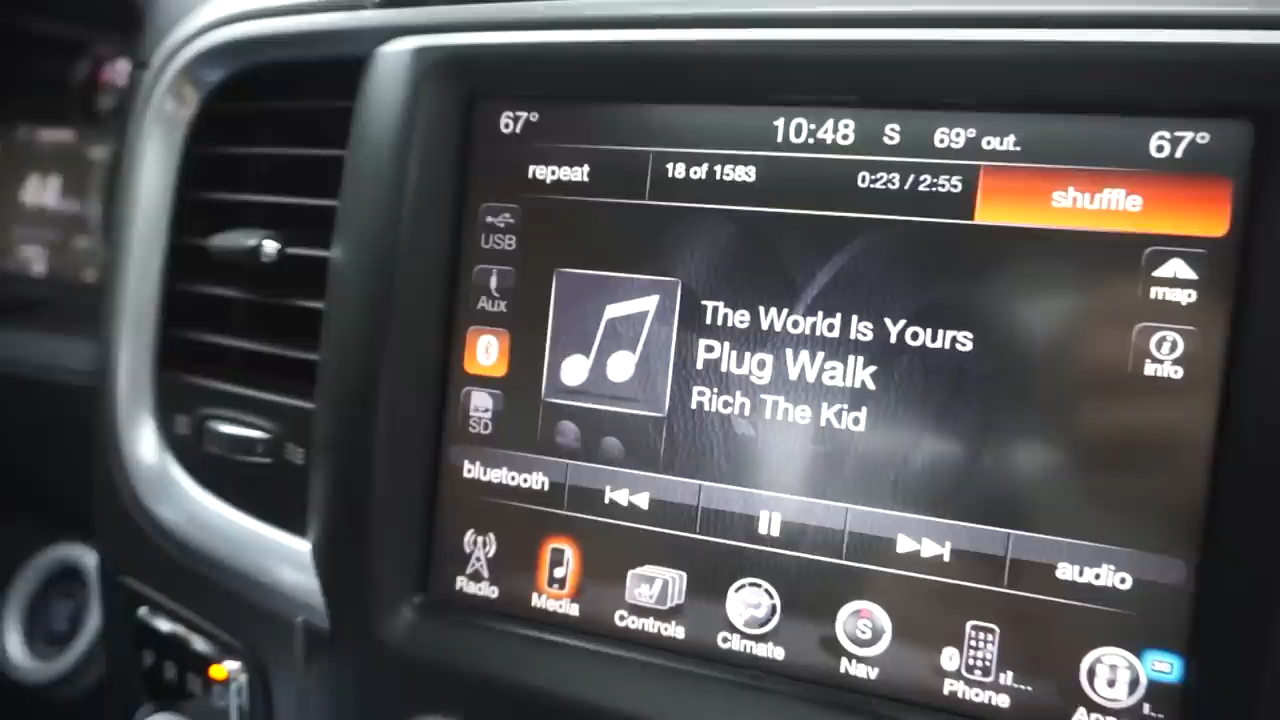 67° 10:48 S 69° out. 67°
repeat 18 of 1583 0:23 / 2:55 shuffle
USB
Aux
SD
map
info
The World Is Yours
Plug Walk
Rich The Kid
bluetooth audio
Radio Media Controls Climate S Nav Phone